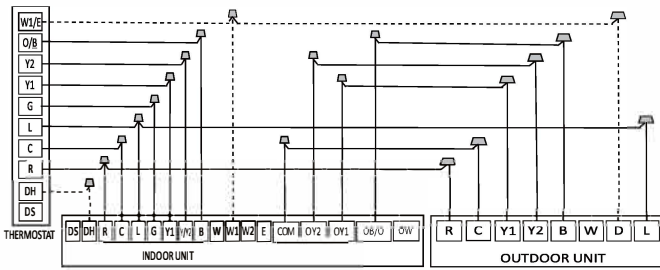 W1/E
O/B
Y2
Y1
G
L
C
R
DH
DS
THERMOSTAT
DS DH R C L G Y1 Y/Y2 B W W1 W2 E COM OY2 OY1 OB/O OW
INDOOR UNIT
R C Y1 Y2 B W D L
OUTDOOR UNIT